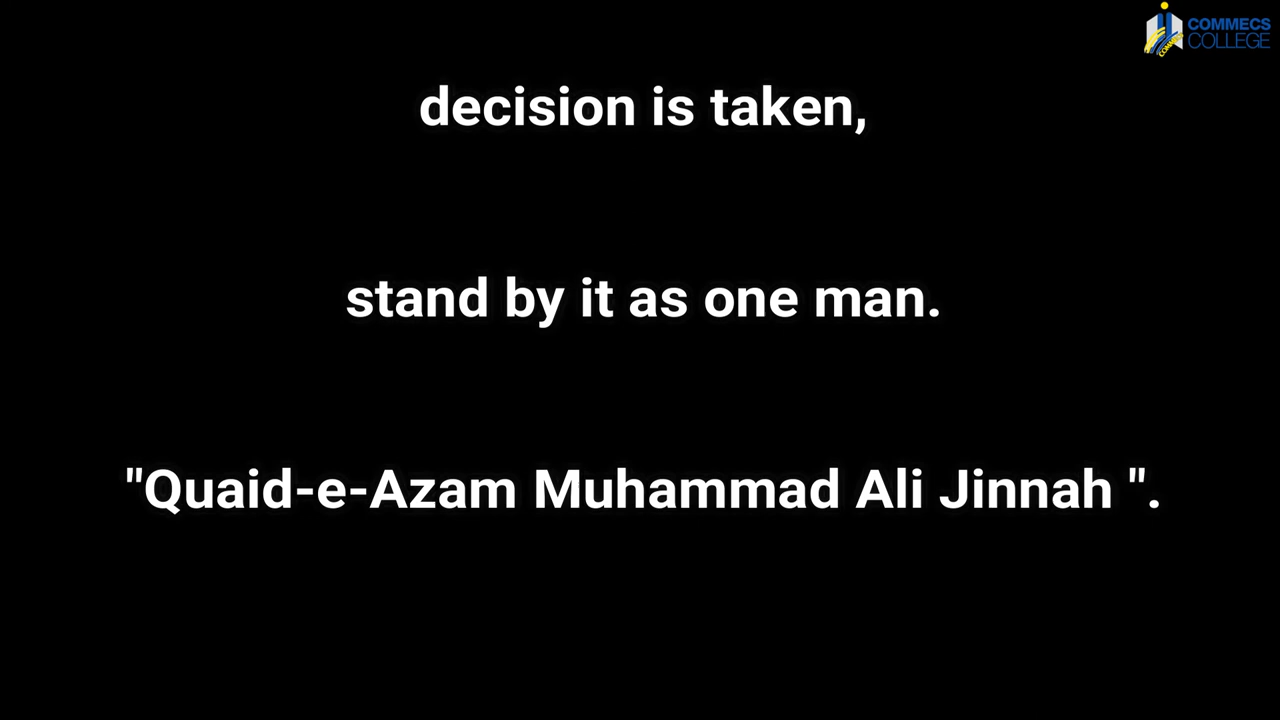 COMMECS
COLLEGE
decision is taken,
stand by it as one man.
"Quaid-e-Azam Muhammad Ali Jinnah ".